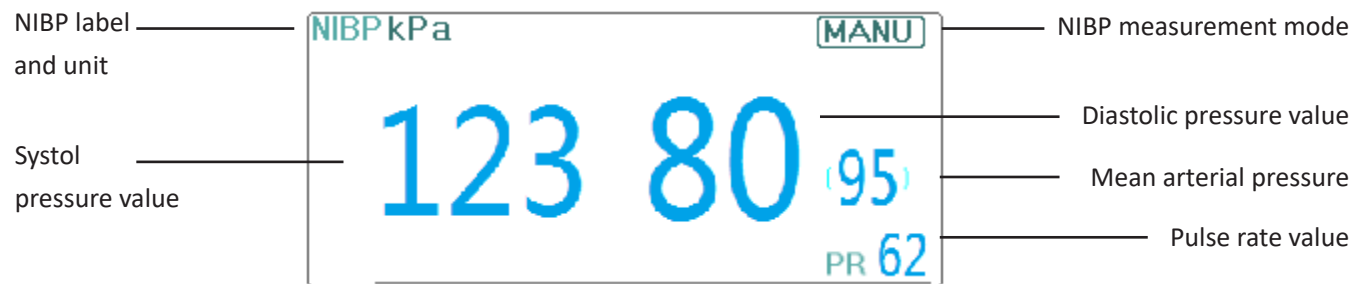 NIBP label
and unit
NIBP kPa
MANU
NIBP measurement mode
Systol
pressure value
123 80
(95)
PR 62
Diastolic pressure value
Mean arterial pressure
Pulse rate value